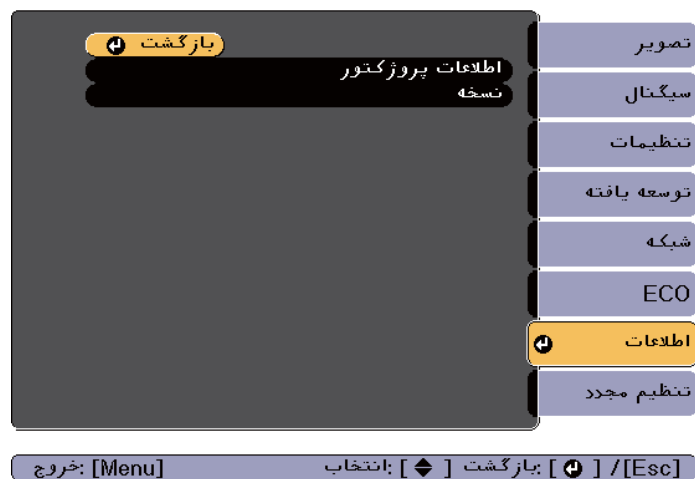 تصویر
سیگنال
تنظیمات
توسعه یافته
شبکه
ECO
اطلاعات
تنظیم مجدد
بازگشت
اطلاعات پروژکتور
نسخه
[Esc]/ [ ] :بازگشت [ ] :انتخاب [Menu] :خروج